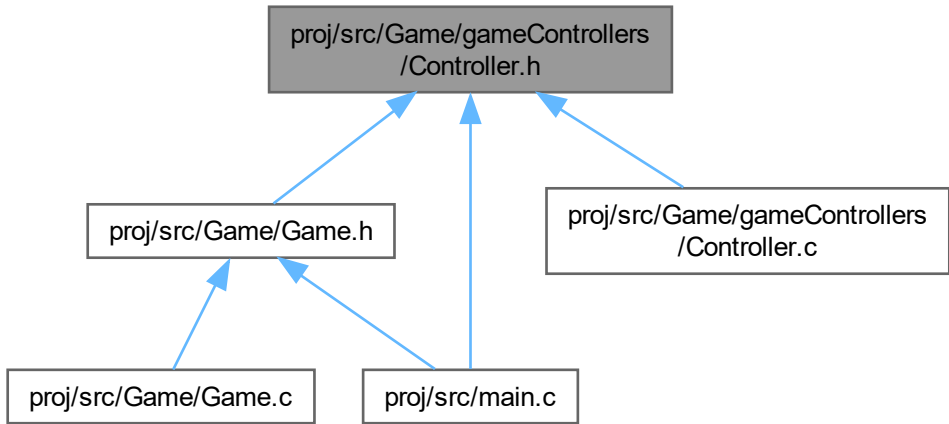 proj/src/Game/gameControllers
/Controller.h
proj/src/Game/Game.h
proj/src/Game/gameControllers
/Controller.c
proj/src/Game/Game.c
proj/src/main.c